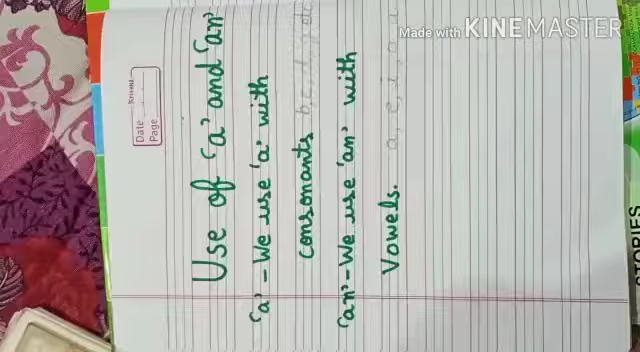 Made with KINEMASTER
Date
Page
Use of 'a' and 'an'
'a' - We use 'a' with
consonants b, c, d,
'an' - We use 'an' with
Vowels. a, e, i,
STORIES